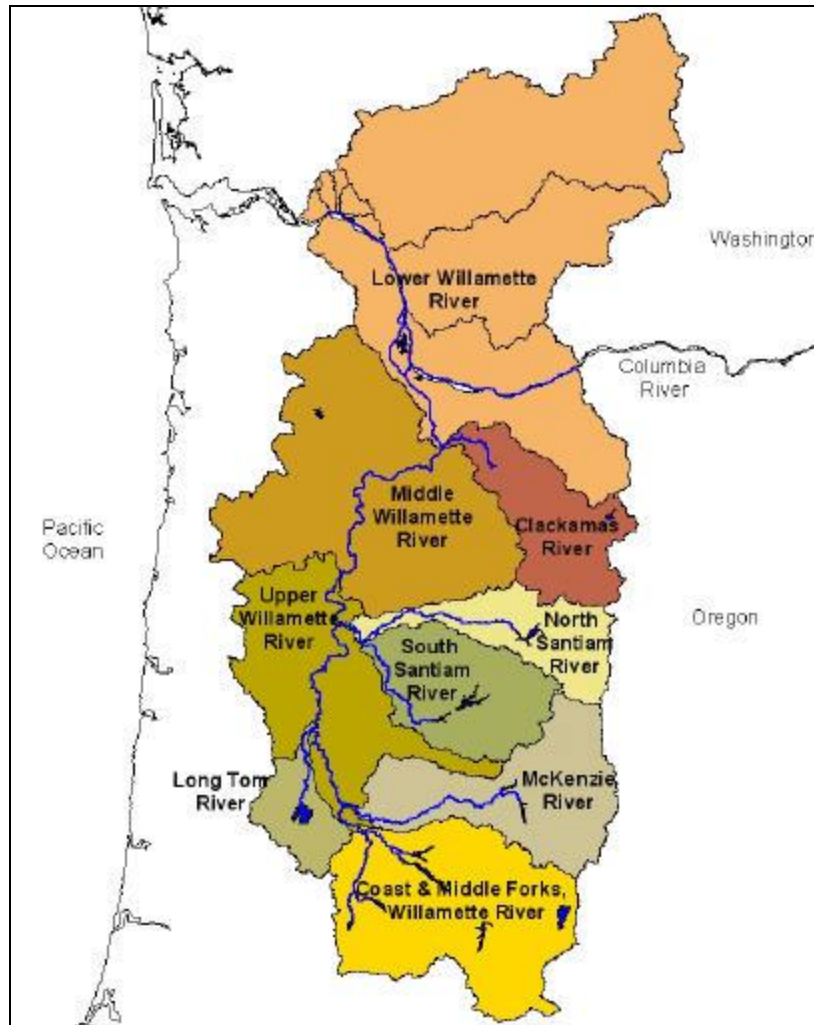 Washington
Lower Willamette
River
Columbia
River
Middle
Willamette
River
Clackamas
River
Pacific
Ocean
Upper
Willamette
River
North
Santiam
River
Oregon
South
Santiam
River
Long Tom
River
McKenzie
River
Coast & Middle Forks,
Willamette River